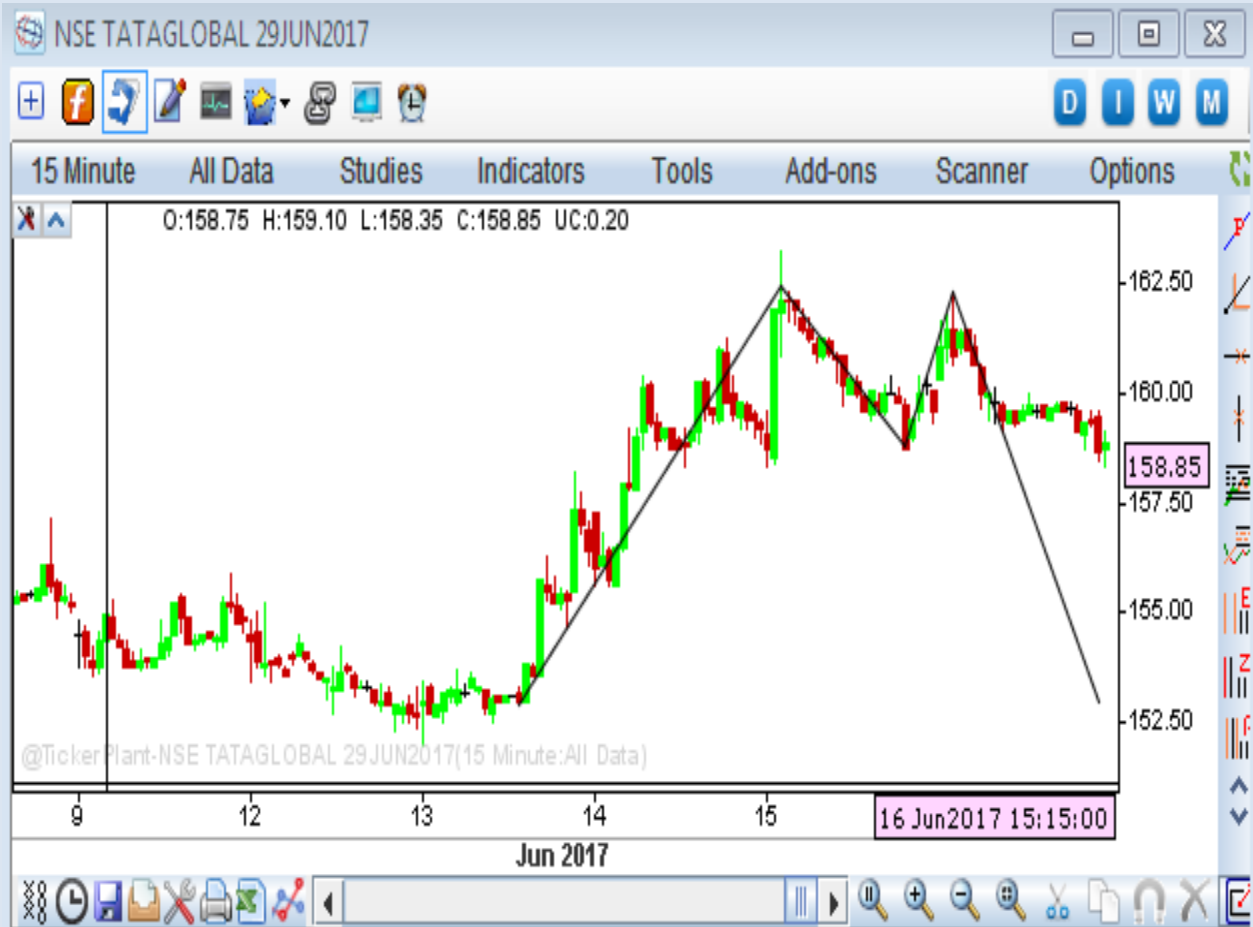 NSE TATAGLOBAL 29JUN2017
D I W M
15 Minute All Data Studies Indicators Tools Add-ons Scanner Options
O:158.75 H:159.10 L:158.35 C:158.85 UC:0.20
P
162.50
160.00
158.85
157.50
E
155.00
Z
152.50
@TickerPlant-NSE TATAGLOBAL 29JUN2017(15 Minute:All Data)
9 12 13 14 15 16 Jun2017 15:15:00
Jun 2017